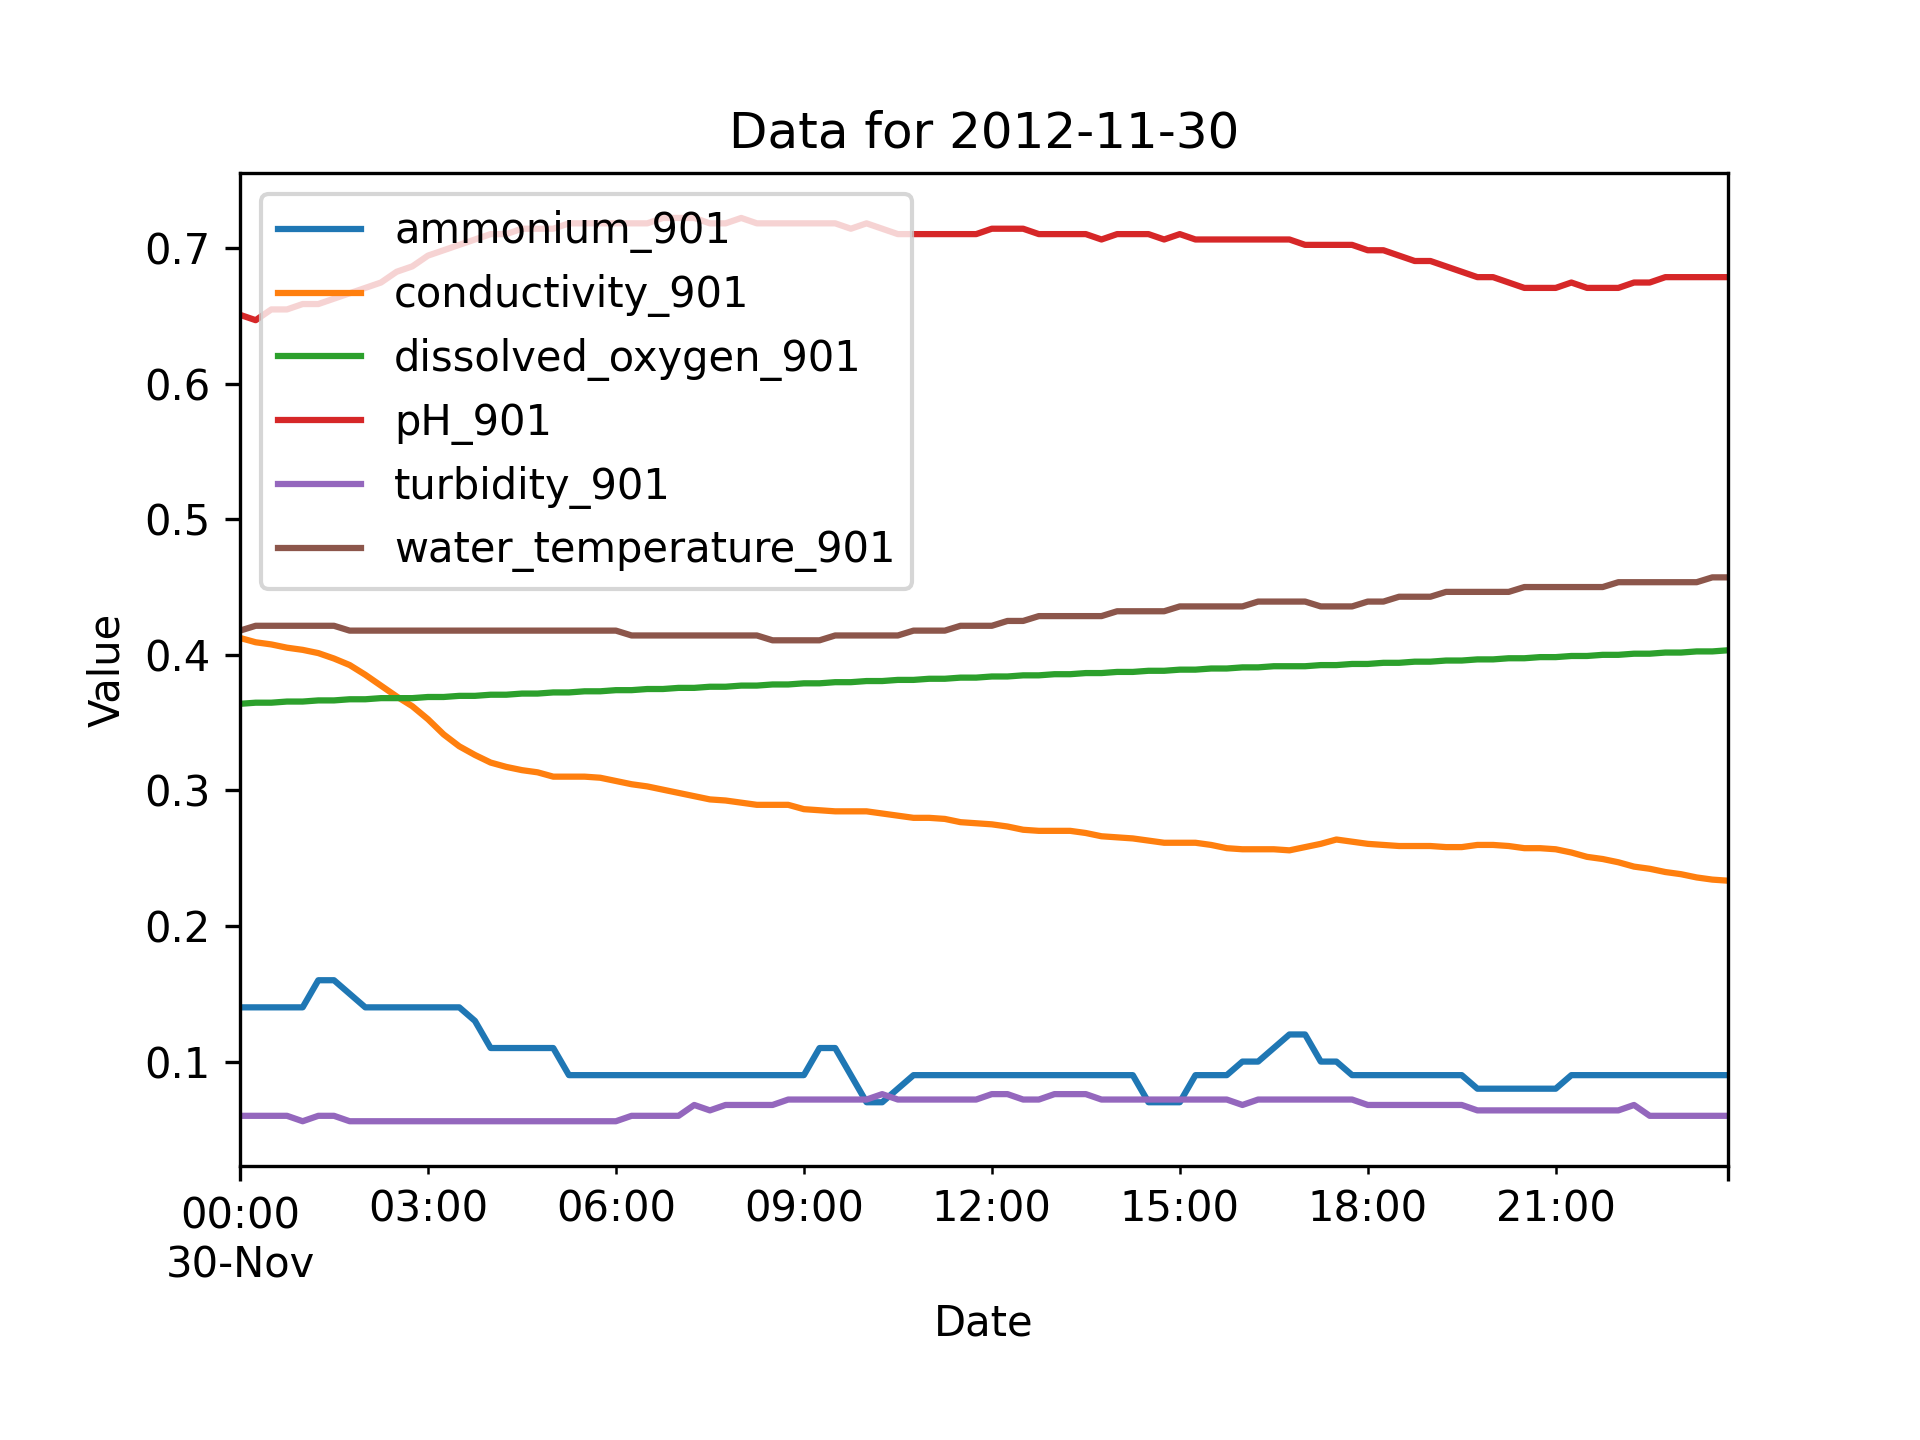 Data for 2012-11-30
ammonium_901
conductivity_901
dissolved_oxygen_901
pH_901
turbidity_901
water_temperature_901
0.7
0.6
0.5
0.4
0.3
0.2
0.1
Value
00:00 03:00 06:00 09:00 12:00 15:00 18:00 21:00
30-Nov
Date